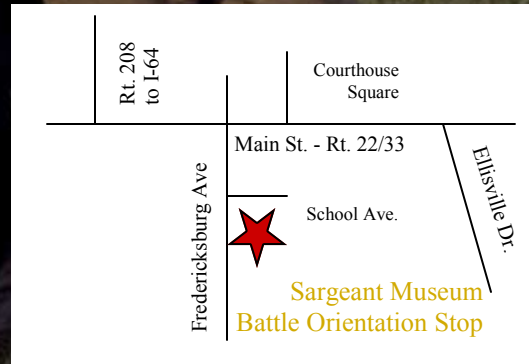 Rt. 208
to I-64
Courthouse
Square
Main St. - Rt. 22/33
Ellisville Dr.
Fredericksburg Ave
School Ave.
Sargeant Museum
Battle Orientation Stop